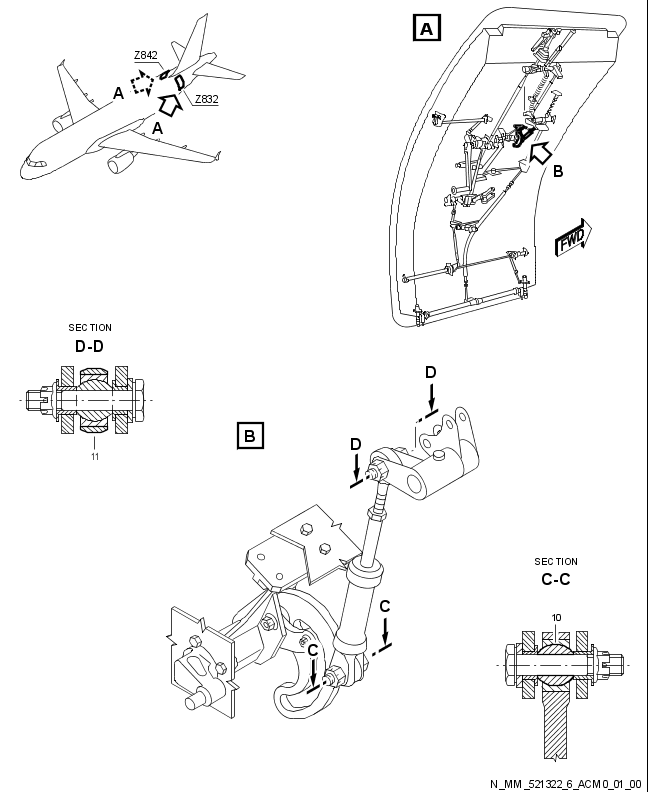 Z842
A
Z832
A
A
B
FWD
SECTION
D-D
11
B
D
D
C
C
SECTION
C-C
10
N_MM_521322_6_ACM0_01_00